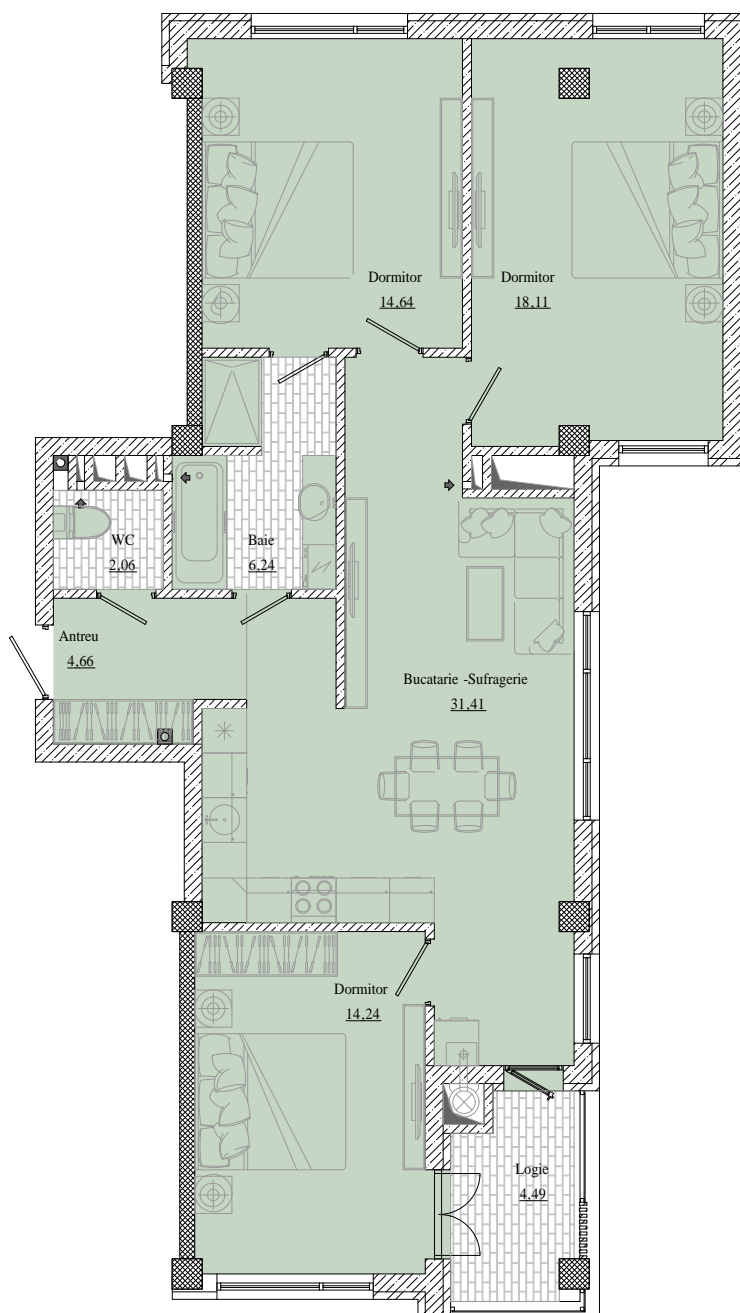 Dormitor
14,64
Dormitor
18,11
WC
2,06
Baie
6,24
Antreu
4,66
Bucatarie -Sufragerie
31,41
Dormitor
14,24
Logie
4,49